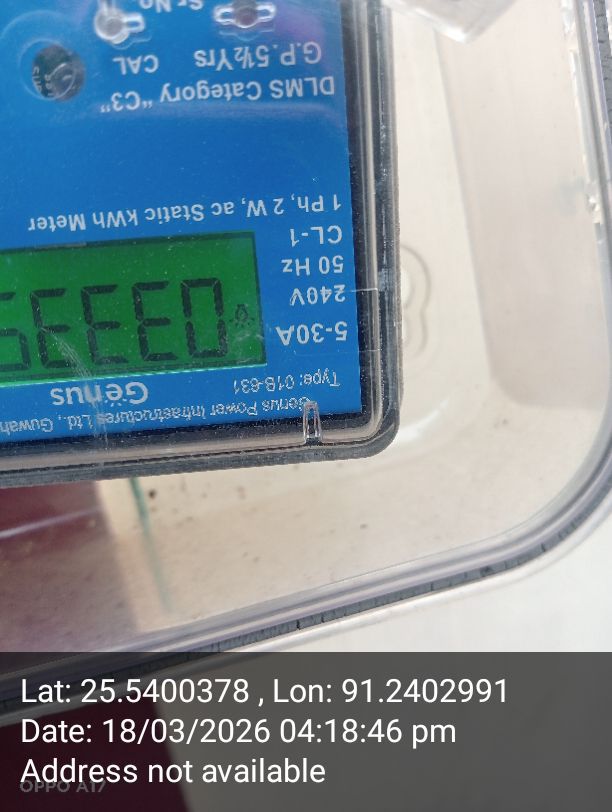 Genus Power Infrastructures Ltd., Guwah
Type: 01B-631
Genus
5-30A
240V
50 Hz
CL-1
0333
1 Ph, 2 W, ac Static kWh Meter
DLMS Category "C3"
G.P.5½Yrs
CAL
Sr.No.
Lat: 25.5400378 , Lon: 91.2402991
Date: 18/03/2026 04:18:46 pm
Address not available
OPPO A17